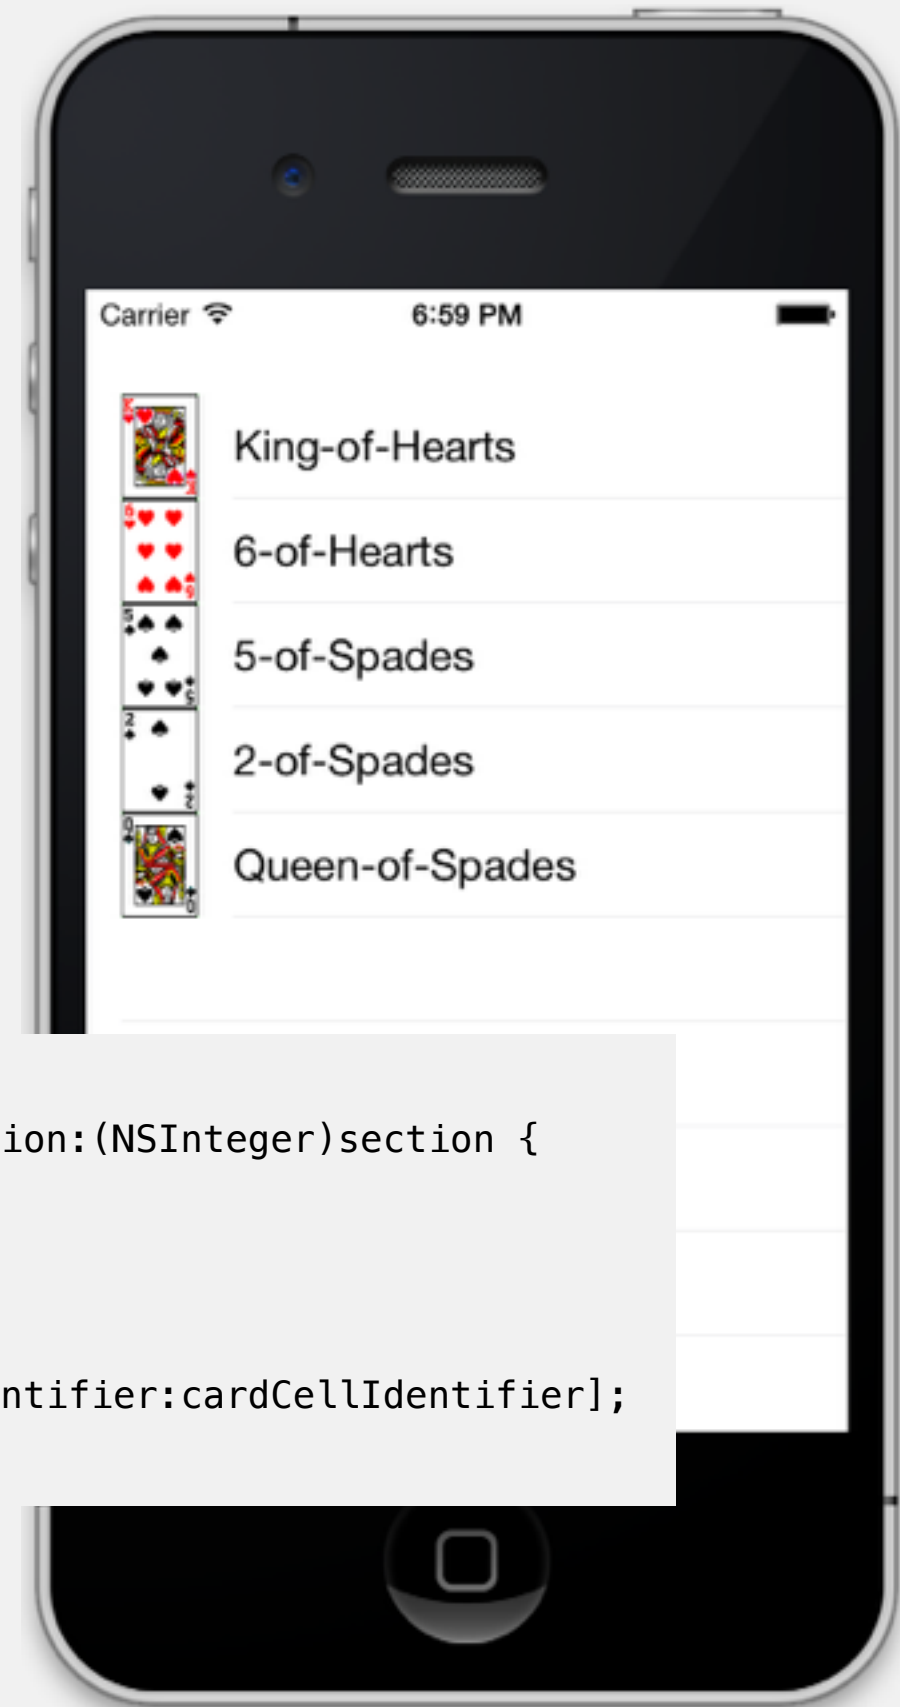 Carrier
6:59 PM
King-of-Hearts
6-of-Hearts
5-of-Spades
2-of-Spades
Queen-of-Spades
ion:(NSInteger)section {
ntifier:cardCellIdentifier];